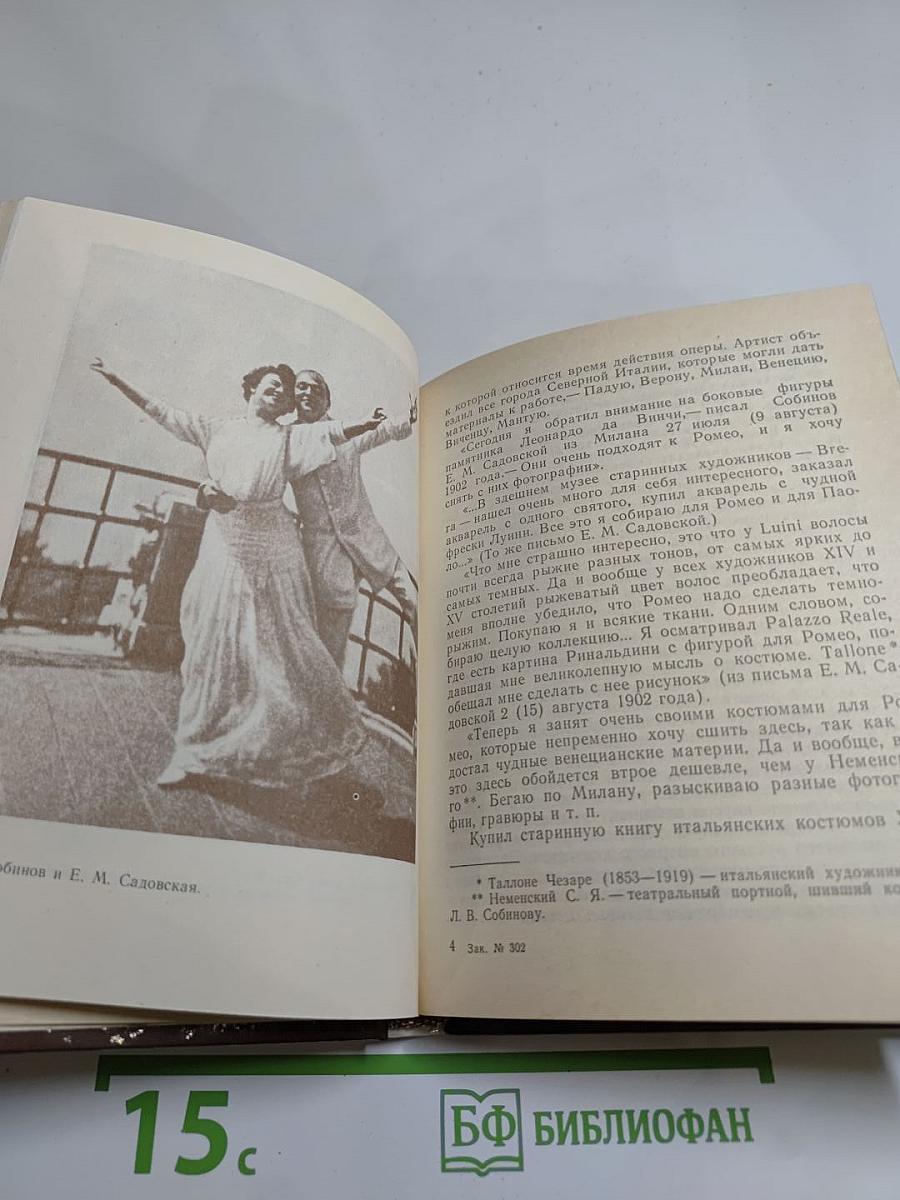 обинов и Е. М. Садовская.
к которой относится время действия оперы. Артист объ-
ездил все города Северной Италии, которые могли дать
материалы к работе,— Падую, Верону, Милан, Венецию,
Виченцу, Мантую.
«Сегодня я обратил внимание на боковые фигуры
памятника Леонардо да Винчи,— писал Собинов
Е. М. Садовской из Милана 27 июля (9 августа)
1902 года.— Они очень подходят к Ромео, и я хочу
снять с них фотографии».
«...В здешнем музее старинных художников — Bre-
ra — нашел очень много для себя интересного, заказал
акварель с одного святого, купил акварель с чудной
фрески Луини. Все это я собираю для Ромео и для Пао-
ло...» (То же письмо Е. М. Садовской.)
«Что мне страшно интересно, это что у Luini волосы
почти всегда рыжие разных тонов, от самых ярких до
самых темных. Да и вообще у всех художников XIV и
XV столетий рыжеватый цвет волос преобладает, что
меня вполне убедило, что Ромео надо сделать темно-
рыжим. Покупаю я и всякие ткани. Одним словом, со-
бираю целую коллекцию... Я осматривал Palazzo Reale,
где есть картина Ринальдини с фигурой для Ромео, по-
давшая мне великолепную мысль о костюме. Tallone*
обещал мне сделать с нее рисунок» (из письма Е. М. Са-
довской 2 (15) августа 1902 года).
«Теперь я занят очень своими костюмами для Ро
мео, которые непременно хочу сшить здесь, так как
достал чудные венецианские материи. Да и вообще, в
это здесь обойдется втрое дешевле, чем у Неменск
го**. Бегаю по Милану, разыскиваю разные фотог
фии, гравюры и т. п.
Купил старинную книгу итальянских костюмов
* Таллоне Чезаре (1853—1919) — итальянский художни
** Неменский С. Я. — театральный портной, шивший ко
Л. В. Собинову.
4 Зак. № 302
15 с
БФ БИБЛИОФАН